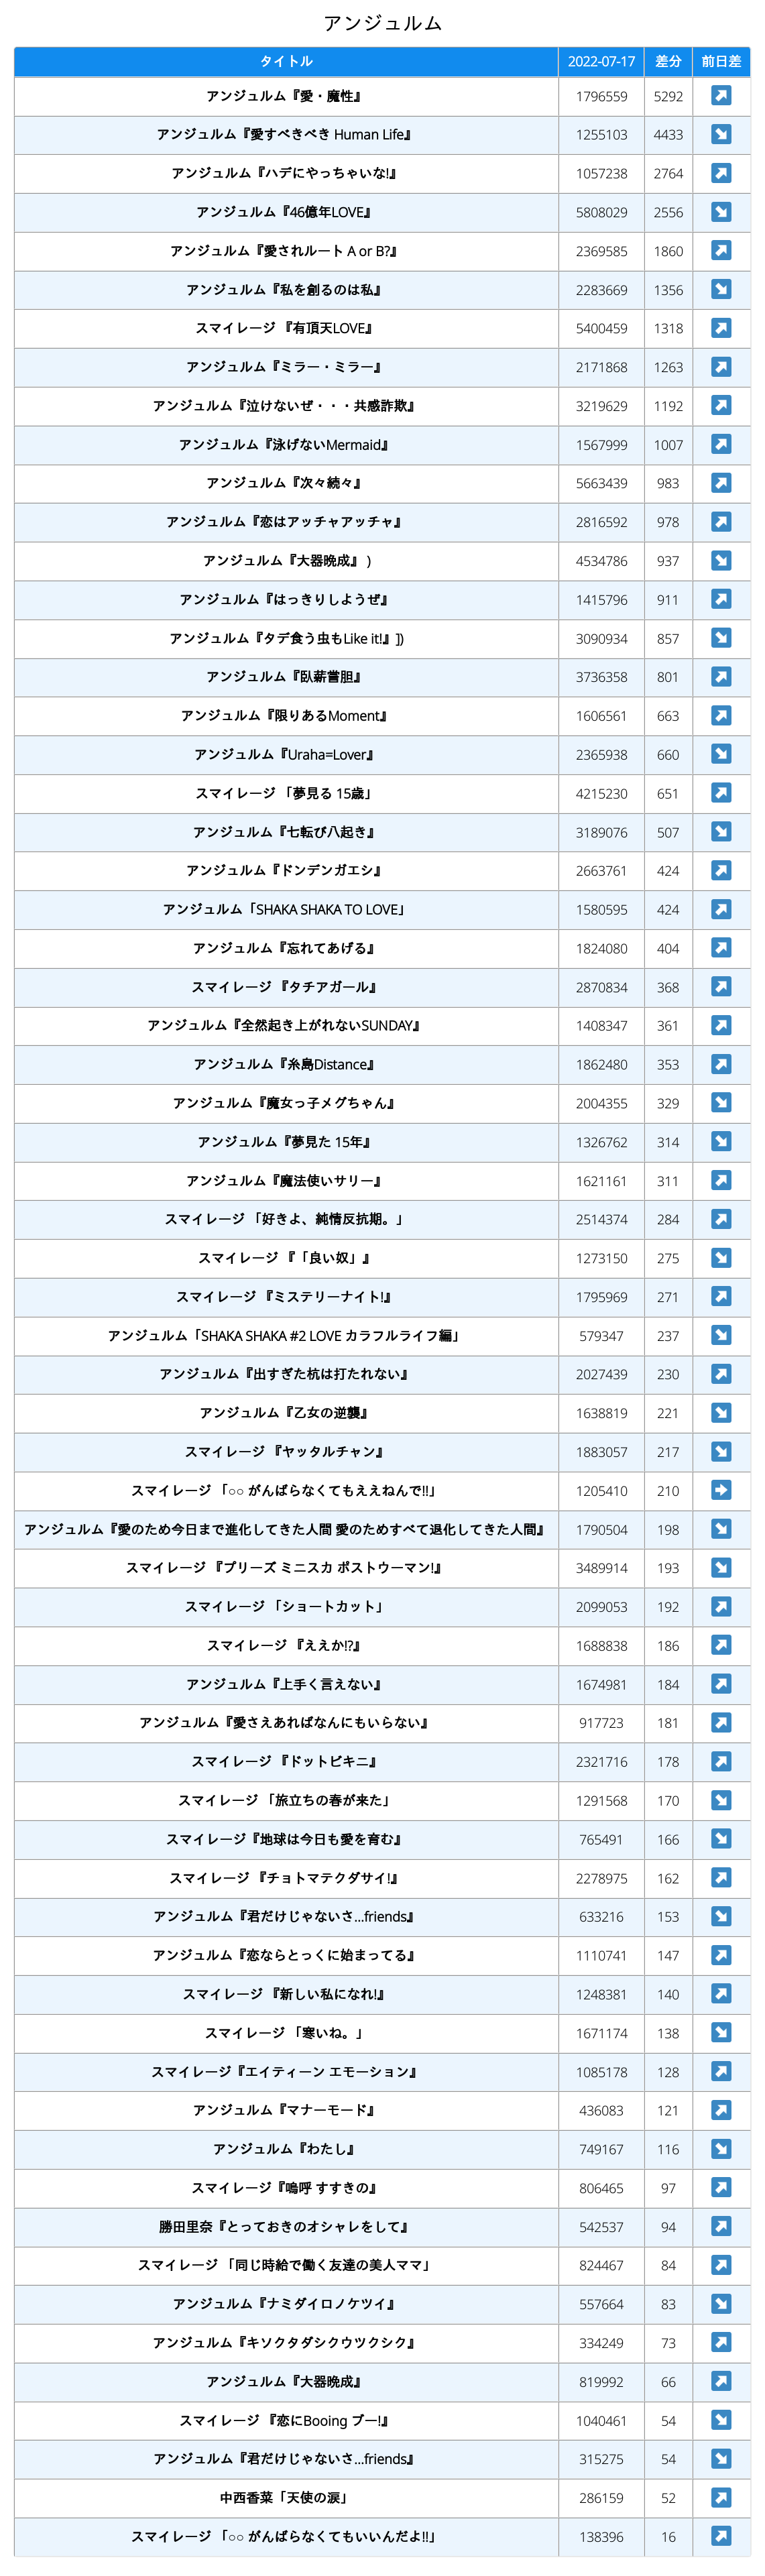 アンジュルム
タイトル 2022-07-17 差分 前日差
アンジュルム『愛・魔性』 1796559 5292 ↗
アンジュルム『愛すべきべき Human Life』 1255103 4433 ↘
アンジュルム『ハデにやっちゃいな!』 1057238 2764 ↗
アンジュルム『46億年LOVE』 5808029 2556 ↘
アンジュルム『愛されルート A or B?』 2369585 1860 ↗
アンジュルム『私を創るのは私』 2283669 1356 ↘
スマイレージ 『有頂天LOVE』 5400459 1318 ↗
アンジュルム『ミラー・ミラー』 2171868 1263 ↗
アンジュルム『泣けないぜ・・・共感詐欺』 3219629 1192 ↗
アンジュルム『泳げないMermaid』 1567999 1007 ↗
アンジュルム『次々続々』 5663439 983 ↗
アンジュルム『恋はアッチャアッチャ』 2816592 978 ↗
アンジュルム『大器晩成』 ) 4534786 937 ↘
アンジュルム『はっきりしようぜ』 1415796 911 ↗
アンジュルム『タデ食う虫もLike it!』]) 3090934 857 ↘
アンジュルム『臥薪嘗胆』 3736358 801 ↗
アンジュルム『限りあるMoment』 1606561 663 ↗
アンジュルム『Uraha=Lover』 2365938 660 ↘
スマイレージ 「夢見る 15歳」 4215230 651 ↗
アンジュルム『七転び八起き』 3189076 507 ↘
アンジュルム『ドンデンガエシ』 2663761 424 ↗
アンジュルム「SHAKA SHAKA TO LOVE」 1580595 424 ↗
アンジュルム『忘れてあげる』 1824080 404 ↗
スマイレージ 『タチアガール』 2870834 368 ↗
アンジュルム『全然起き上がれないSUNDAY』 1408347 361 ↗
アンジュルム『糸島Distance』 1862480 353 ↗
アンジュルム『魔女っ子メグちゃん』 2004355 329 ↘
アンジュルム『夢見た 15年』 1326762 314 ↘
アンジュルム『魔法使いサリー』 1621161 311 ↗
スマイレージ 「好きよ、純情反抗期。」 2514374 284 ↗
スマイレージ 『「良い奴」』 1273150 275 ↘
スマイレージ 『ミステリーナイト!』 1795969 271 ↗
アンジュルム「SHAKA SHAKA #2 LOVE カラフルライフ編」 579347 237 ↘
アンジュルム『出すぎた杭は打たれない』 2027439 230 ↗
アンジュルム『乙女の逆襲』 1638819 221 ↘
スマイレージ 『ヤッタルチャン』 1883057 217 ↘
スマイレージ 「○○ がんばらなくてもええねんで!!」 1205410 210 ➡
アンジュルム『愛のため今日まで進化してきた人間 愛のためすべて退化してきた人間』 1790504 198 ↘
スマイレージ 『プリーズ ミニスカ ポストウーマン!』 3489914 193 ↘
スマイレージ 「ショートカット」 2099053 192 ↗
スマイレージ 『ええか!?』 1688838 186 ↗
アンジュルム『上手く言えない』 1674981 184 ↗
アンジュルム『愛さえあればなんにもいらない』 917723 181 ↗
スマイレージ 『ドットビキニ』 2321716 178 ↗
スマイレージ 「旅立ちの春が来た」 1291568 170 ↘
スマイレージ『地球は今日も愛を育む』 765491 166 ↘
スマイレージ 『チョトマテクダサイ!』 2278975 162 ↗
アンジュルム『君だけじゃないさ...friends』 633216 153 ↘
アンジュルム『恋ならとっくに始まってる』 1110741 147 ↗
スマイレージ 『新しい私になれ!』 1248381 140 ↗
スマイレージ 「寒いね。」 1671174 138 ↘
スマイレージ『エイティーン エモーション』 1085178 128 ↗
アンジュルム『マナーモード』 436083 121 ↗
アンジュルム『わたし』 749167 116 ↘
スマイレージ『嗚呼 すすきの』 806465 97 ↗
勝田里奈『とっておきのオシャレをして』 542537 94 ↗
スマイレージ 「同じ時給で働く友達の美人ママ」 824467 84 ↗
アンジュルム『ナミダイロノケツイ』 557664 83 ↘
アンジュルム『キソクタダシクウツクシク』 334249 73 ↗
アンジュルム『大器晩成』 819992 66 ↗
スマイレージ 『恋にBooing ブー!』 1040461 54 ↘
アンジュルム『君だけじゃないさ...friends』 315275 54 ↘
中西香菜「天使の涙」 286159 52 ↗
スマイレージ 「○○ がんばらなくてもいいんだよ!!」 138396 16 ↗